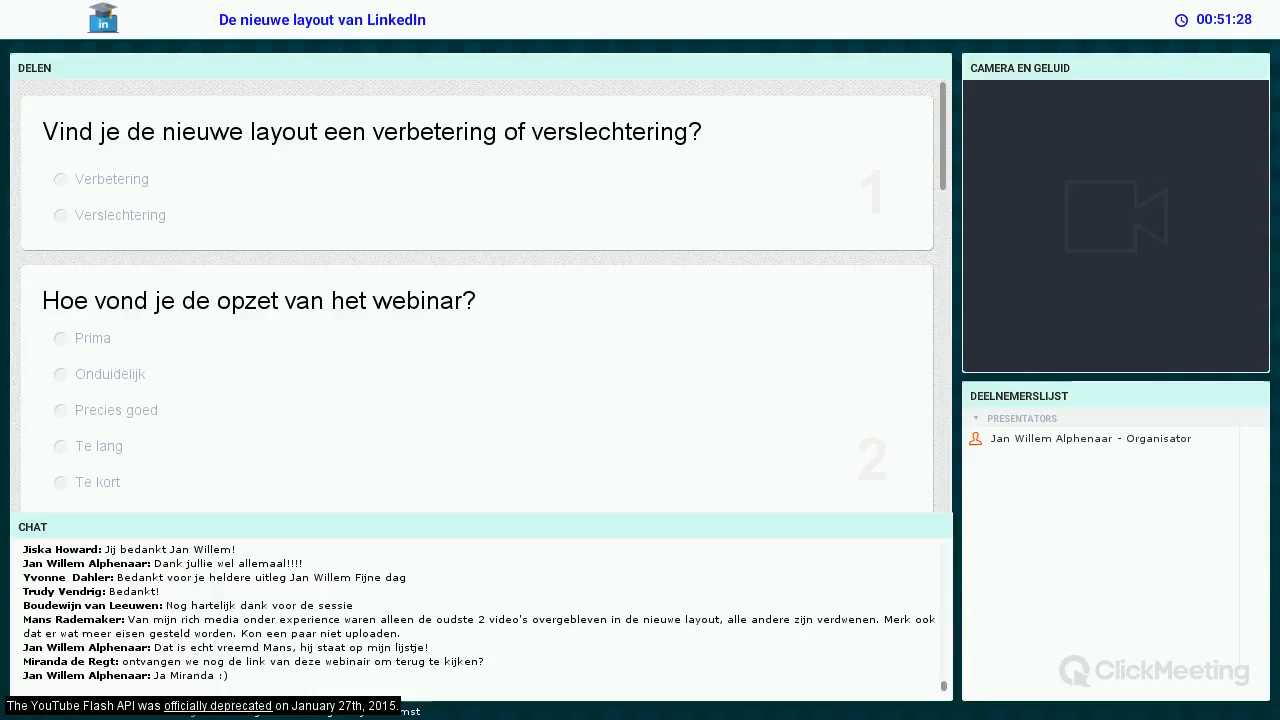 in
De nieuwe layout van LinkedIn
00:51:28
DELEN
Vind je de nieuwe layout een verbetering of verslechtering?
Verbetering
Verslechtering
1
Hoe vond je de opzet van het webinar?
Prima
Onduidelijk
Precies goed
Te lang
Te kort
2
CHAT
Jiska Howard: Jij bedankt Jan Willem!
Jan Willem Alphenaar: Dank jullie wel allemaal!!!!
Yvonne Dahler: Bedankt voor je heldere uitleg Jan Willem Fijne dag
Trudy Vendrig: Bedankt!
Boudewijn van Leeuwen: Nog hartelijk dank voor de sessie
Mans Rademaker: Van mijn rich media onder experience waren alleen de oudste 2 video's overgebleven in de nieuwe layout, alle andere zijn verdwenen. Merk ook
dat er wat meer eisen gesteld worden. Kon een paar niet uploaden.
Jan Willem Alphenaar: Dat is echt vreemd Mans, hij staat op mijn lijstje!
Miranda de Regt: ontvangen we nog de link van deze webinair om terug te kijken?
Jan Willem Alphenaar: Ja Miranda :)
The YouTube Flash API was officially deprecated on January 27th, 2015.
CAMERA EN GELUID
DEELNEMERSLIJST
PRESENTATORS
Jan Willem Alphenaar - Organisator
ClickMeeting